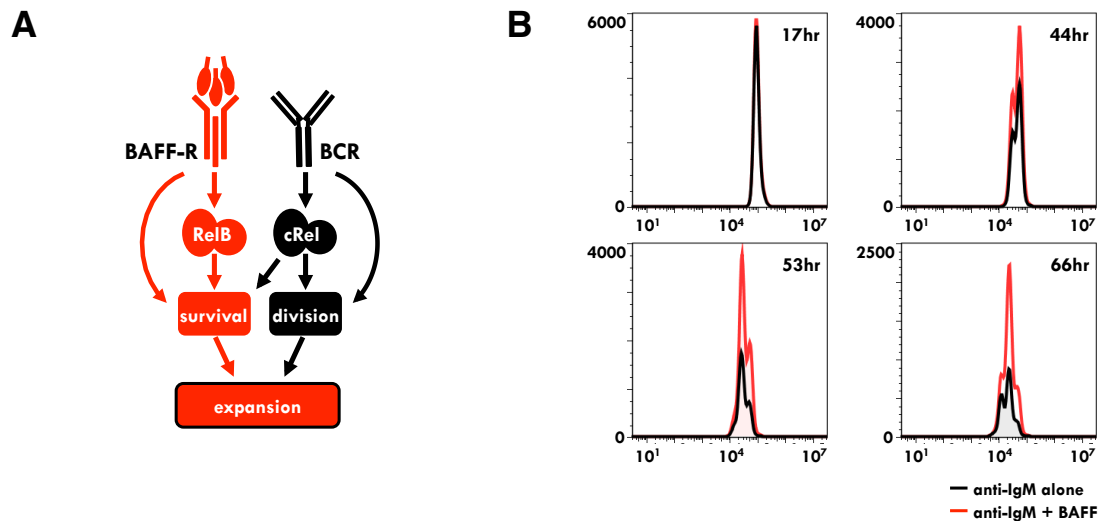 A
BAFF-R
BCR
RelB
cRel
survival
division
expansion
B
6000
17hr
0
10¹ 10⁴ 10⁷
4000
44hr
0
10¹ 10⁴ 10⁷
4000
53hr
0
10¹ 10⁴ 10⁷
2500
66hr
0
10¹ 10⁴ 10⁷
anti-IgM alone
anti-IgM + BAFF